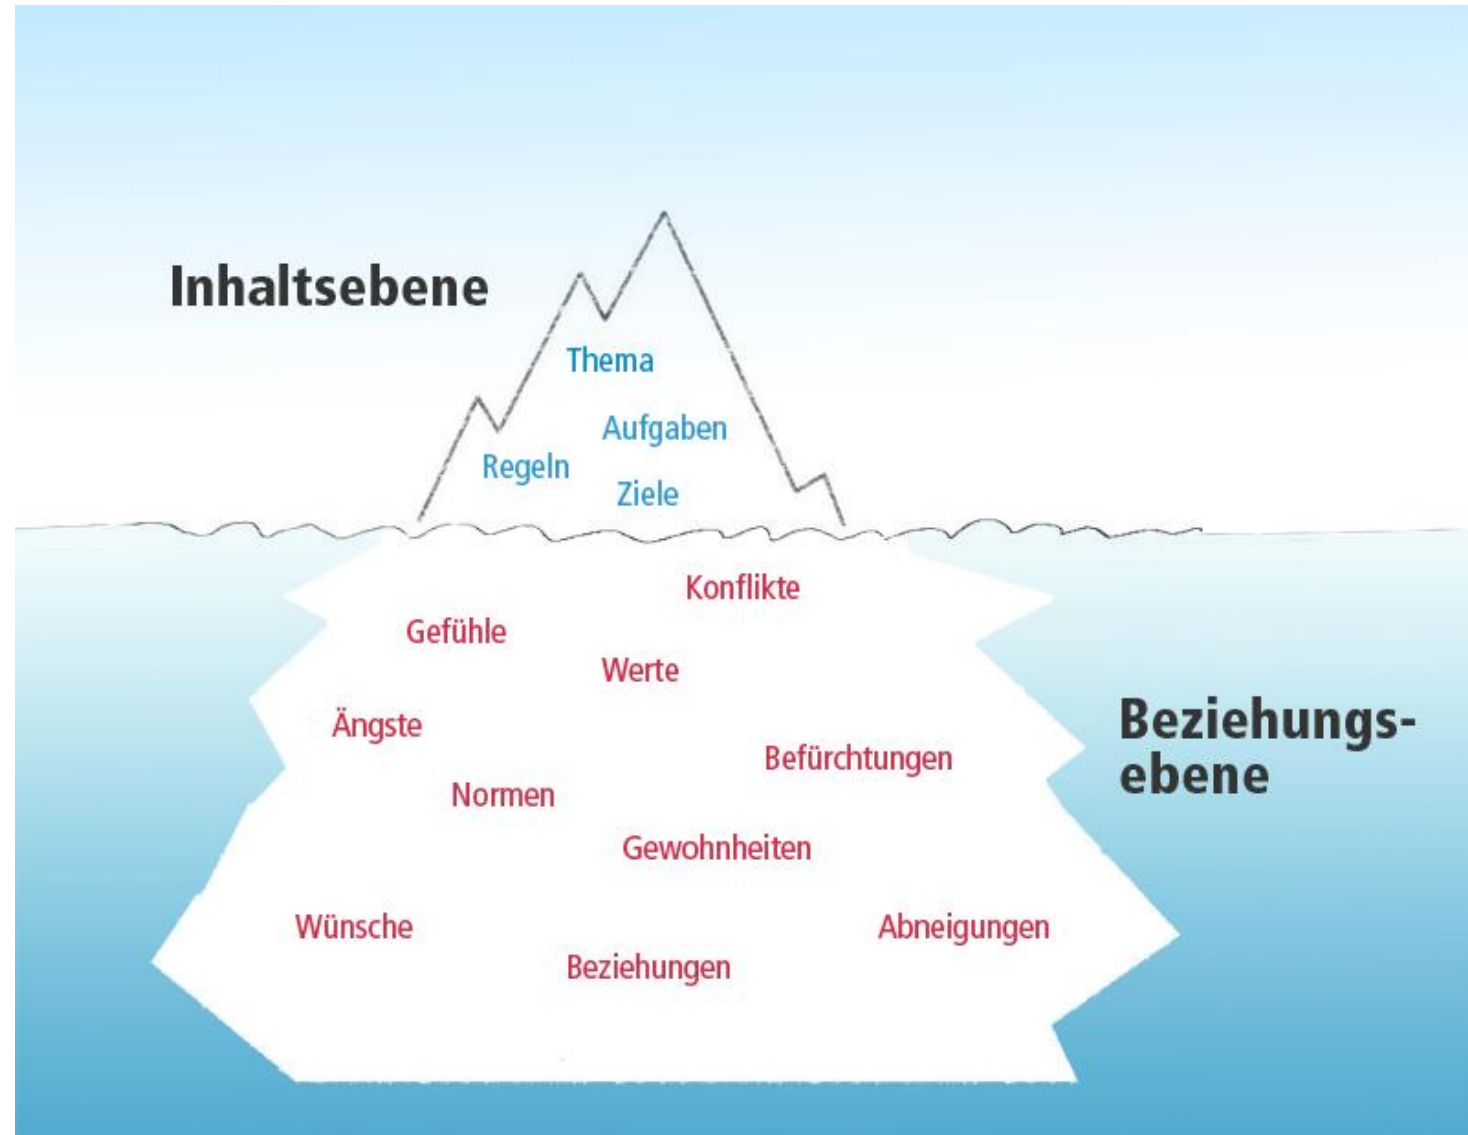 Inhaltsebene
Thema
Aufgaben
Regeln
Ziele
Konflikte
Gefühle
Werte
Ängste
Beziehungs-
ebene
Befürchtungen
Normen
Gewohnheiten
Wünsche
Abneigungen
Beziehungen